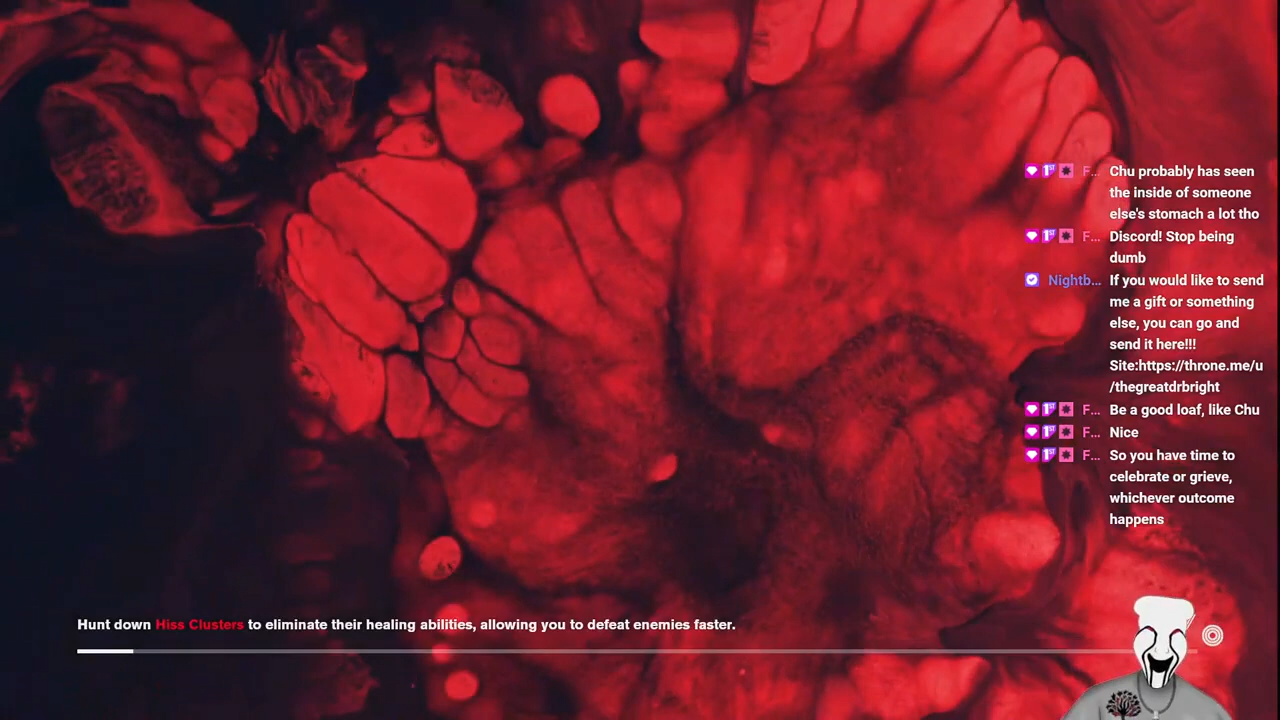 F... Chu probably has seen
the inside of someone
else's stomach a lot tho
F... Discord! Stop being
dumb
Nightb... If you would like to send
me a gift or something
else, you can go and
send it here!!!
Site:https://throne.me/u
/thegreatdrbright
F... Be a good loaf, like Chu
F... Nice
F... So you have time to
celebrate or grieve,
whichever outcome
happens
Hunt down Hiss Clusters to eliminate their healing abilities, allowing you to defeat enemies faster.